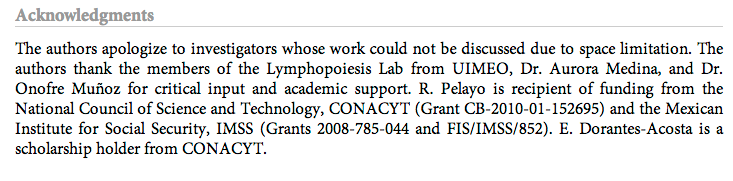 Acknowledgments
The authors apologize to investigators whose work could not be discussed due to space limitation. The
authors thank the members of the Lymphopoiesis Lab from UIMEO, Dr. Aurora Medina, and Dr.
Onofre Muñoz for critical input and academic support. R. Pelayo is recipient of funding from the
National Council of Science and Technology, CONACYT (Grant CB-2010-01-152695) and the Mexican
Institute for Social Security, IMSS (Grants 2008-785-044 and FIS/IMSS/852). E. Dorantes-Acosta is a
scholarship holder from CONACYT.